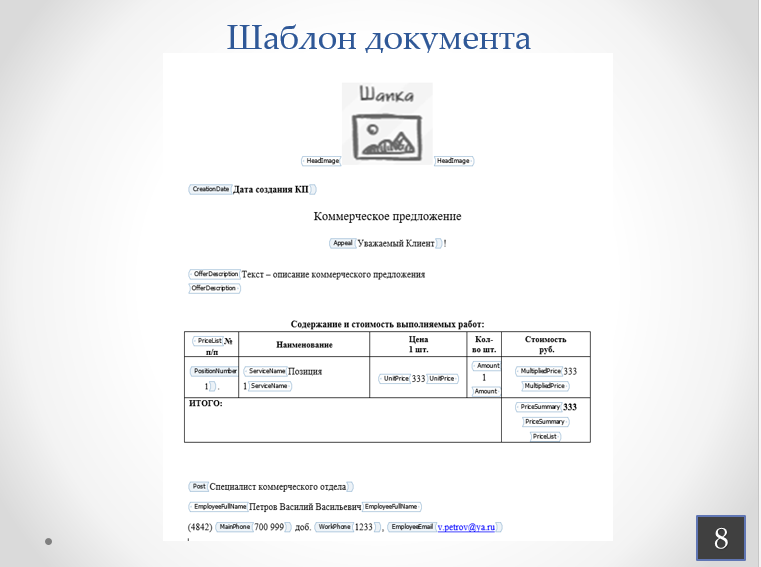 Шаблон документа
Шапка
HeadImage HeadImage
CreationDate Дата создания КП
Коммерческое предложение
Appeal Уважаемый Клиент !
OfferDescription Текст – описание коммерческого предложения
OfferDescription
Содержание и стоимость выполняемых работ:
PriceList № п/п
Наименование
Цена
1 шт.
Кол-
во шт.
Стоимость
руб.
PositionNumber
1 .
ServiceName Позиция
1 ServiceName
UnitPrice 333 UnitPrice
Amount
1
Amount
MultipliedPrice 333
MultipliedPrice
ИТОГО:
PriceSummary 333
PriceSummary
PriceList
Post Специалист коммерческого отдела
EmployeeFullName Петров Василий Васильевич EmployeeFullName
(4842) MainPhone 700 999 доб. WorkPhone 1233 , EmployeeEmail v.petrov@ya.ru
8